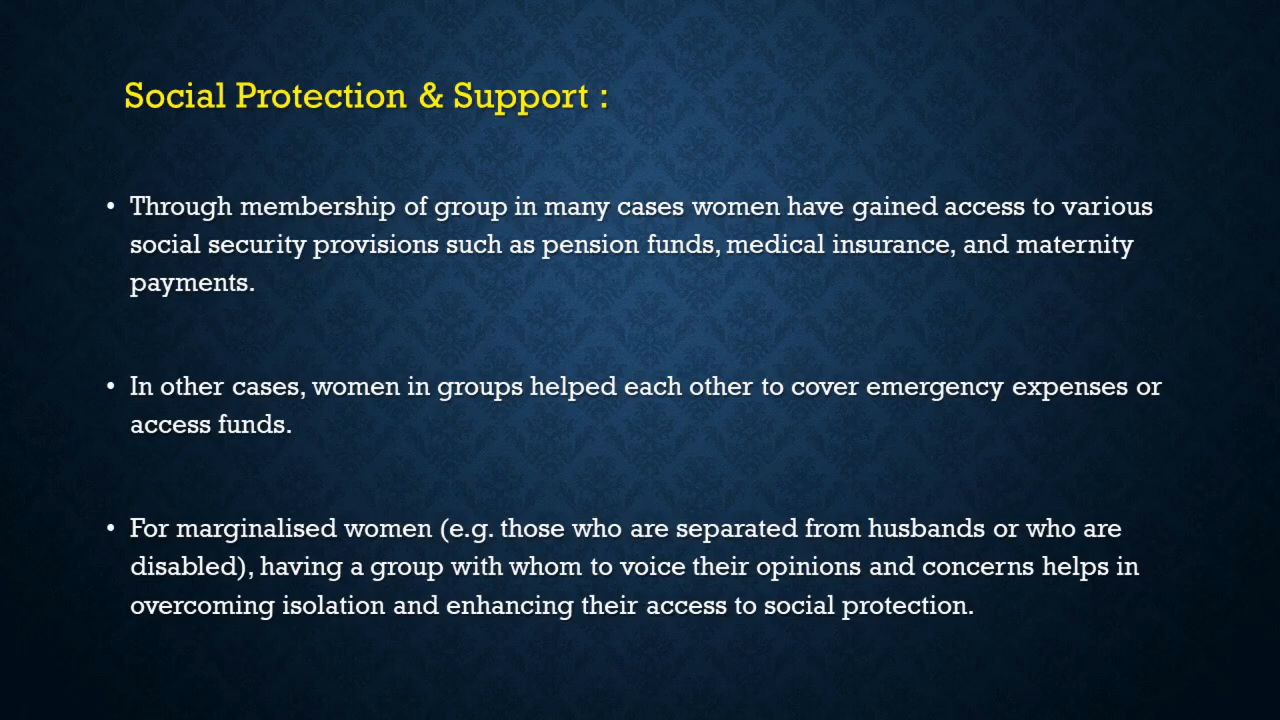 Social Protection & Support :
• Through membership of group in many cases women have gained access to various
social security provisions such as pension funds, medical insurance, and maternity
payments.
• In other cases, women in groups helped each other to cover emergency expenses or
access funds.
• For marginalised women (e.g. those who are separated from husbands or who are
disabled), having a group with whom to voice their opinions and concerns helps in
overcoming isolation and enhancing their access to social protection.